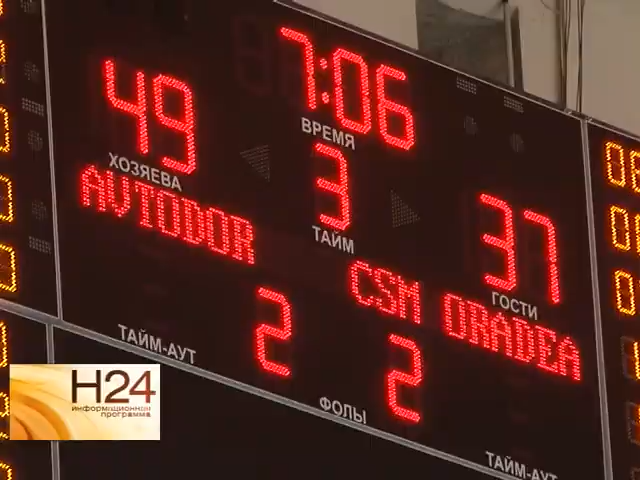 7:06
ВРЕМЯ
49
ХОЗЯЕВА
AVTODOR
3
ТАЙМ
37
ГОСТИ
CSM ORADEA
2
2
ТАЙМ-АУТ
ФОЛЫ
ТАЙМ-АУТ
Н24
информационная
программа